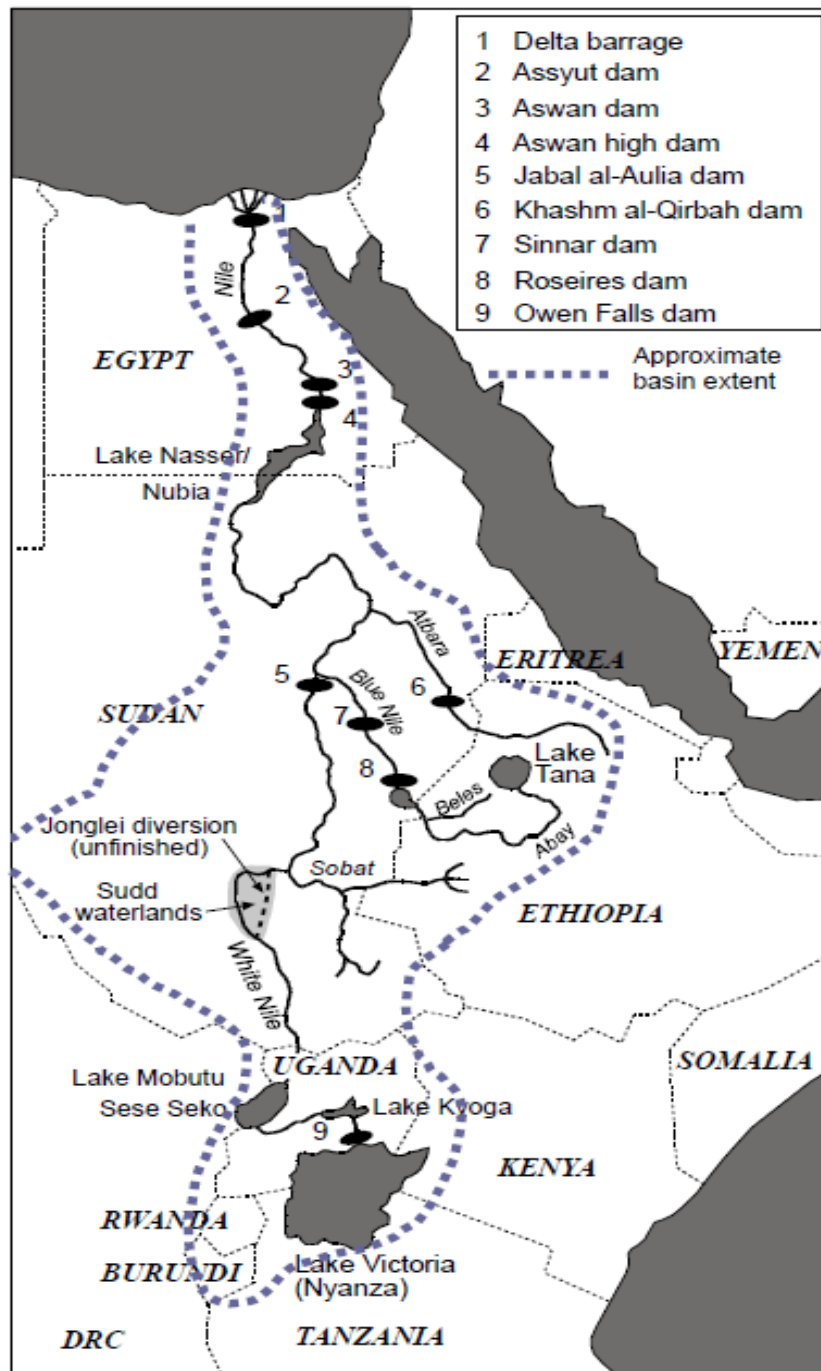 1 Delta barrage
2 Assyut dam
3 Aswan dam
4 Aswan high dam
5 Jabal al-Aulia dam
6 Khashm al-Qirbah dam
7 Sinnar dam
8 Roseires dam
9 Owen Falls dam
Approximate
basin extent
1
Nile
2
EGYPT
3
4
Lake Nasser/
Nubia
Atbara
ERITREA
YEMEN
5
Blue Nile
6
SUDAN
7
8
Lake
Tana
Beles
Abay
Jonglei diversion
(unfinished)
Sobat
Sudd
waterlands
ETHIOPIA
White Nile
UGANDA
SOMALIA
Lake Mobutu
Sese Seko
Lake Kyoga
9
KENYA
RWANDA
BURUNDI
Lake Victoria
(Nyanza)
DRC
TANZANIA